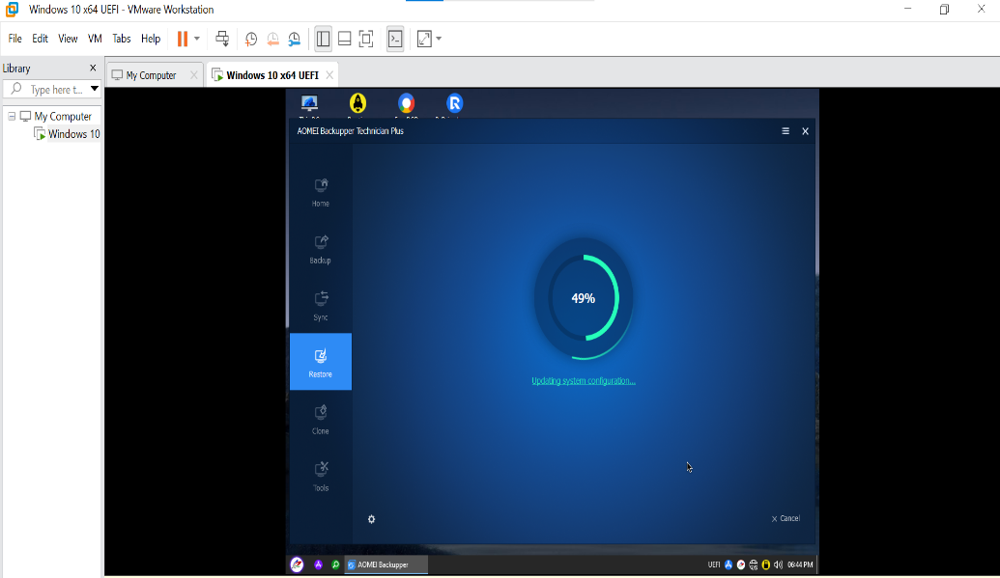 Windows 10 x64 UEFI - VMware Workstation
File Edit View VM Tabs Help
Library
My Computer
Windows 10 x64 UEFI
Type here t...
My Computer
Windows 10
AOMEI Backupper Technician Plus
Home
Backup
Sync
Restore
Clone
Tools
49%
Updating system configuration...
Cancel
AOMEI Backupper
UEFI
06:44 PM